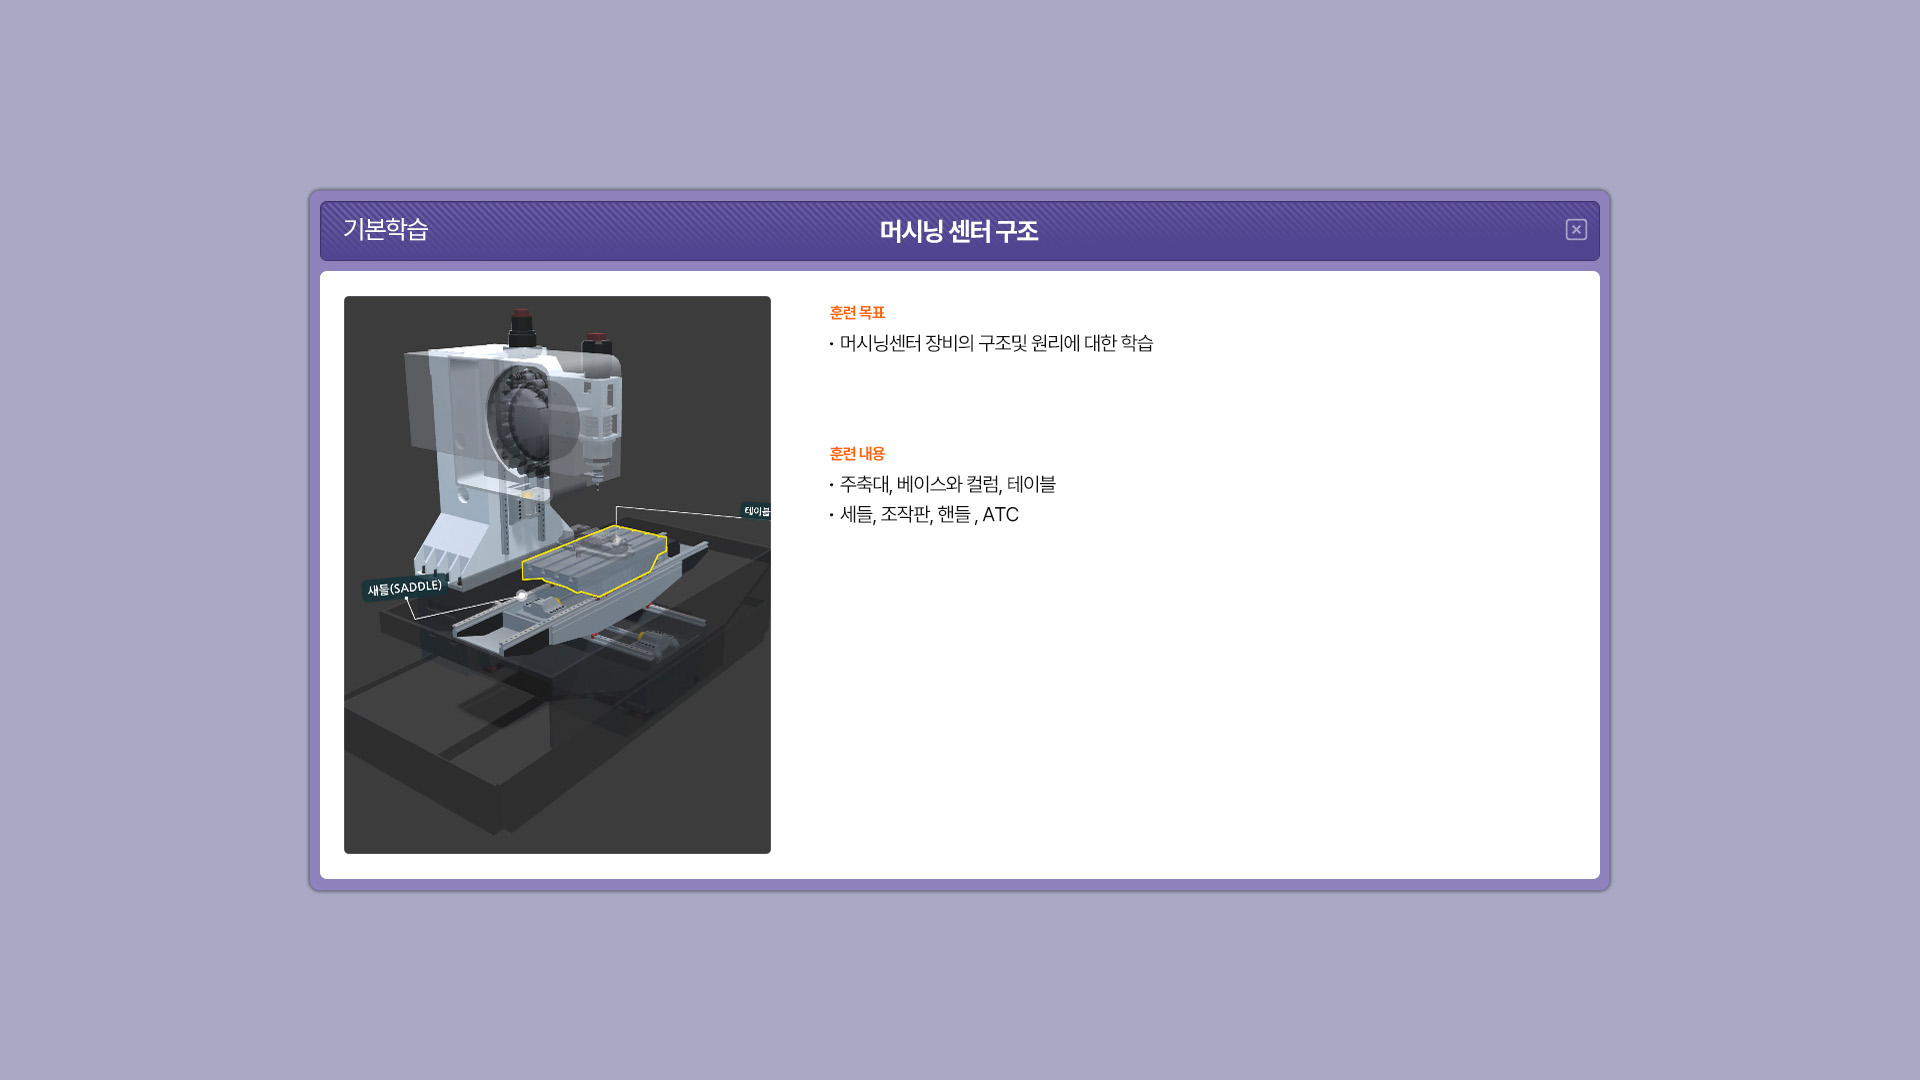 기본학습
머시닝 센터 구조
훈련 목표
· 머시닝센터 장비의 구조및 원리에 대한 학습
훈련 내용
· 주축대, 베이스와 컬럼, 테이블
· 세들, 조작판, 핸들 , ATC
테이블
새들(SADDLE)